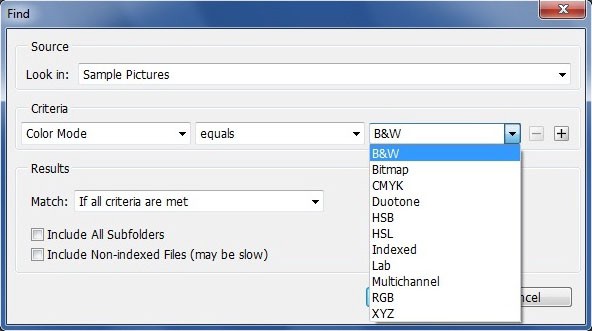 Find
Source
Look in: Sample Pictures
Criteria
Color Mode equals B&W
B&W
Bitmap
CMYK
Duotone
HSB
HSL
Indexed
Lab
Multichannel
RGB
XYZ
Results
Match: If all criteria are met
Include All Subfolders
Include Non-indexed Files (may be slow)
ncel